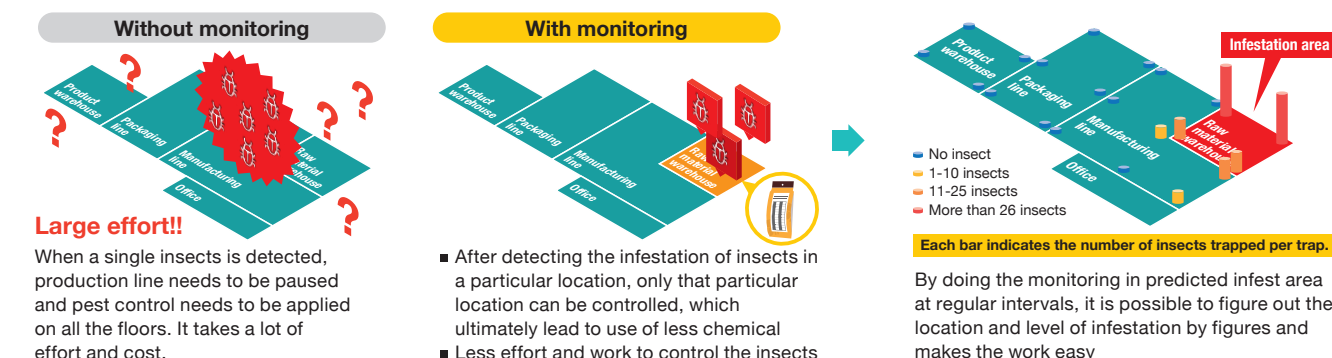 Without monitoring
Product
warehouse
Packaging
line
Manufacturing
line
Raw
Office
Large effort!!
When a single insects is detected,
production line needs to be paused
and pest control needs to be applied
on all the floors. It takes a lot of
effort and cost.
With monitoring
Product
warehouse
Packaging
line
Manufacturing
line
Raw
material
warehouse
Office
■ After detecting the infestation of insects in
a particular location, only that particular
location can be controlled, which
ultimately lead to use of less chemical
■ Less effort and work to control the insects
Infestation area
Product
warehouse
Packaging
line
Manufacturing
line
Raw
material
Office
No insect
1-10 insects
11-25 insects
More than 26 insects
Each bar indicates the number of insects trapped per trap.
By doing the monitoring in predicted infest area
at regular intervals, it is possible to figure out the
location and level of infestation by figures and
makes the work easy